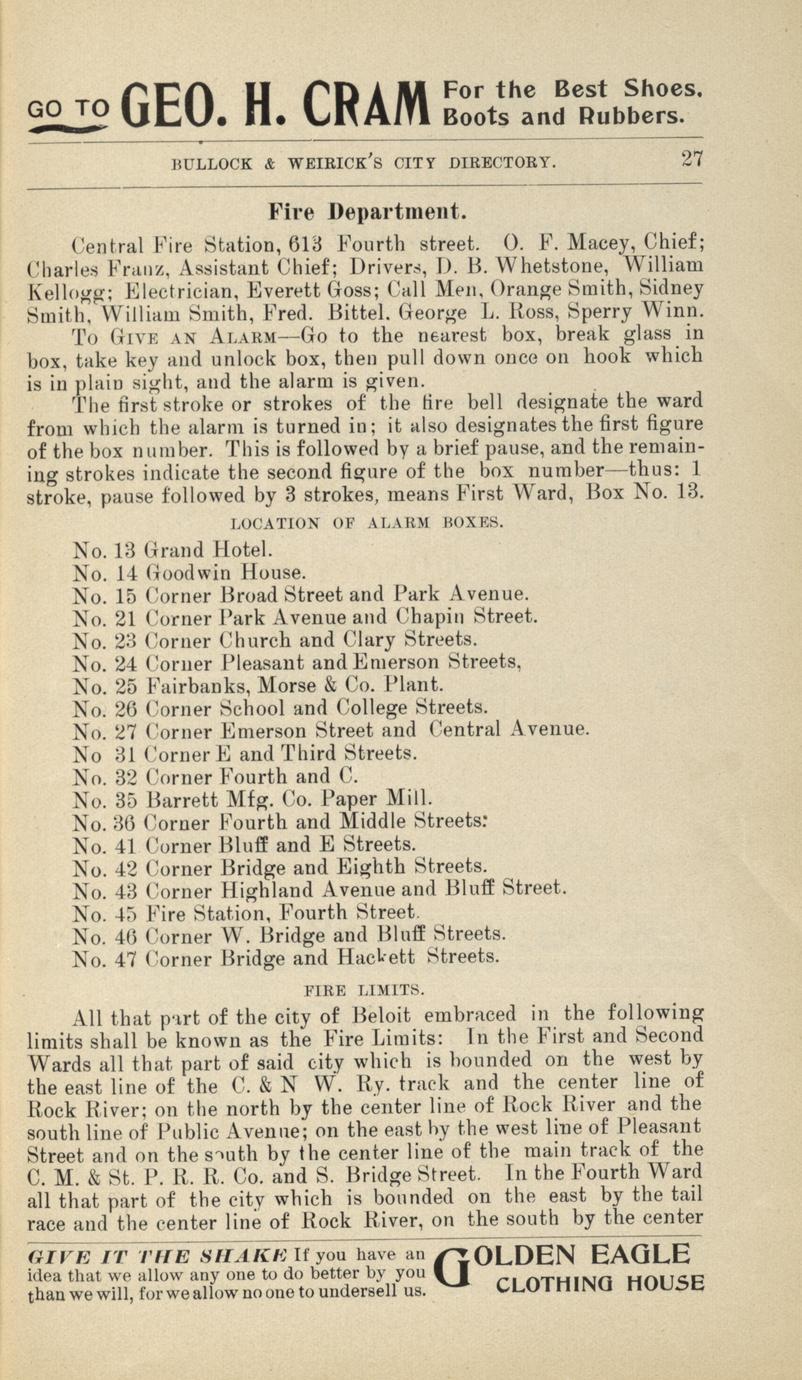 GO TO GEO. H. CRAM For the Best Shoes, Boots and Rubbers.
BULLOCK & WEIRICK'S CITY DIRECTORY. 27
Fire Department.
Central Fire Station, 613 Fourth street. O. F. Macey, Chief;
Charles Franz, Assistant Chief; Drivers, D. B. Whetstone, William
Kellogg; Electrician, Everett Goss; Call Men, Orange Smith, Sidney
Smith, William Smith, Fred. Bittel. George L. Ross, Sperry Winn.
TO GIVE AN ALARM—Go to the nearest box, break glass in
box, take key and unlock box, then pull down once on hook which
is in plain sight, and the alarm is given.
The first stroke or strokes of the fire bell designate the ward
from which the alarm is turned in; it also designates the first figure
of the box number. This is followed by a brief pause, and the remain-
ing strokes indicate the second figure of the box number—thus: 1
stroke, pause followed by 3 strokes, means First Ward, Box No. 13.
LOCATION OF ALARM BOXES.
No. 13 Grand Hotel.
No. 14 Goodwin House.
No. 15 Corner Broad Street and Park Avenue.
No. 21 Corner Park Avenue and Chapin Street.
No. 23 Corner Church and Clary Streets.
No. 24 Corner Pleasant and Emerson Streets,
No. 25 Fairbanks, Morse & Co. Plant.
No. 26 Corner School and College Streets.
No. 27 Corner Emerson Street and Central Avenue.
No 31 Corner E and Third Streets.
No. 32 Corner Fourth and C.
No. 35 Barrett Mfg. Co. Paper Mill.
No. 36 Corner Fourth and Middle Streets:
No. 41 Corner Bluff and E Streets.
No. 42 Corner Bridge and Eighth Streets.
No. 43 Corner Highland Avenue and Bluff Street.
No. 45 Fire Station, Fourth Street.
No. 46 Corner W. Bridge and Bluff Streets.
No. 47 Corner Bridge and Hackett Streets.
FIRE LIMITS.
All that part of the city of Beloit embraced in the following
limits shall be known as the Fire Limits: In the First and Second
Wards all that part of said city which is bounded on the west by
the east line of the C. & N W. Ry. track and the center line of
Rock River; on the north by the center line of Rock River and the
south line of Public Avenue; on the east by the west line of Pleasant
Street and on the south by the center line of the main track of the
C. M. & St. P. R. R. Co. and S. Bridge Street. In the Fourth Ward
all that part of the city which is bounded on the east by the tail
race and the center line of Rock River, on the south by the center
GIVE IT THE SHAKE If you have an
idea that we allow any one to do better by you
than we will, for we allow no one to undersell us.
GOLDEN EAGLE
CLOTHING HOUSE